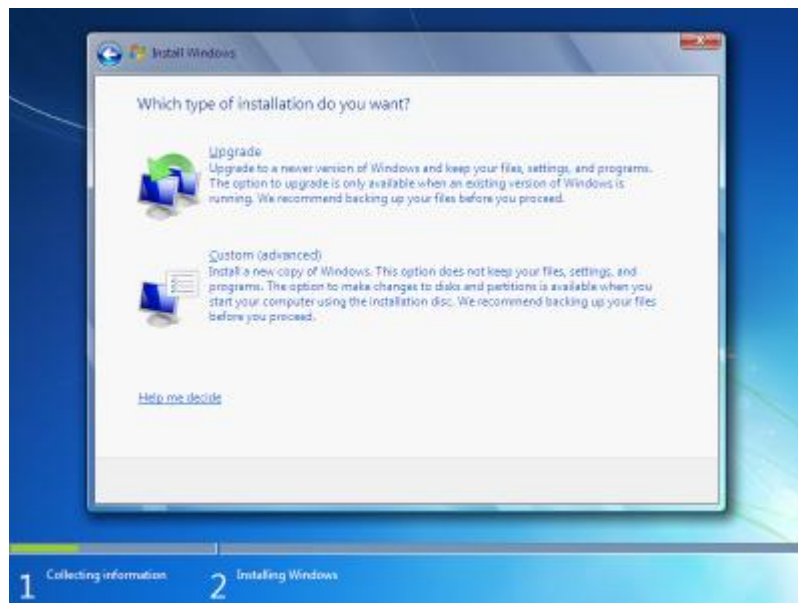 Install Windows
Which type of installation do you want?
Upgrade
Upgrade to a newer version of Windows and keep your files, settings, and programs.
The option to upgrade is only available when an existing version of Windows is
running. We recommend backing up your files before you proceed.
Custom (advanced)
Install a new copy of Windows. This option does not keep your files, settings, and
programs. The option to make changes to disks and partitions is available when you
start your computer using the installation disc. We recommend backing up your files
before you proceed.
Help me decide
1 Collecting information 2 Installing Windows